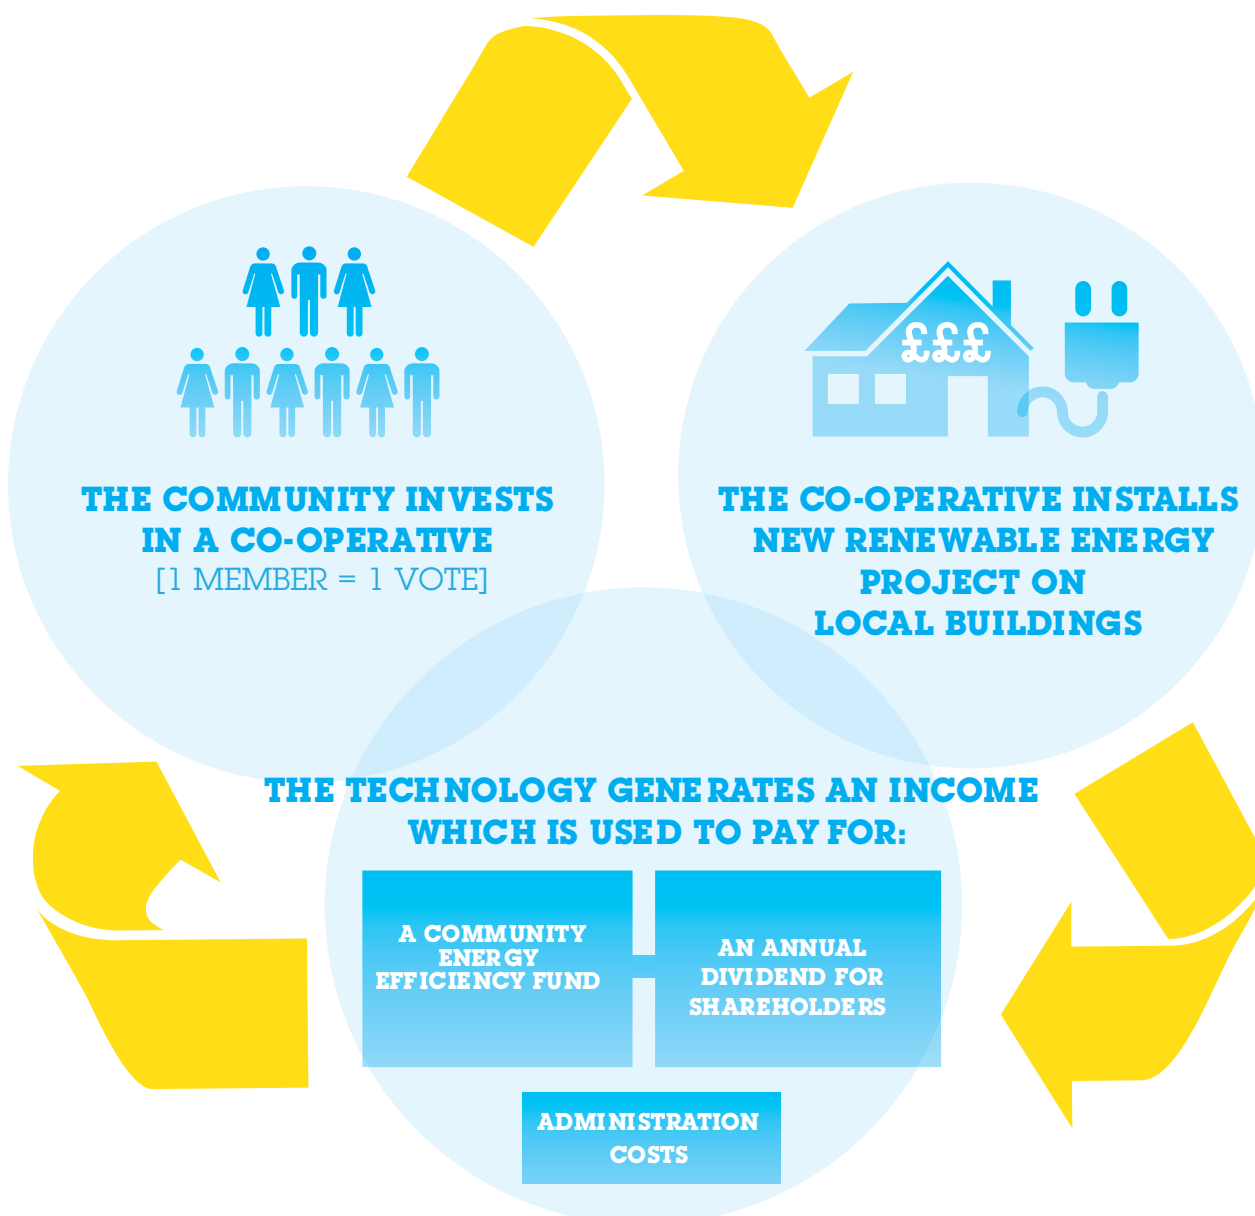 £££
THE COMMUNITY INVESTS
IN A CO-OPERATIVE
[1 MEMBER = 1 VOTE]
THE CO-OPERATIVE INSTALLS
NEW RENEWABLE ENERGY
PROJECT ON
LOCAL BUILDINGS
THE TECHNOLOGY GENERATES AN INCOME
WHICH IS USED TO PAY FOR:
A COMMUNITY
ENERGY
EFFICIENCY FUND
AN ANNUAL
DIVIDEND FOR
SHAREHOLDERS
ADMINISTRATION
COSTS